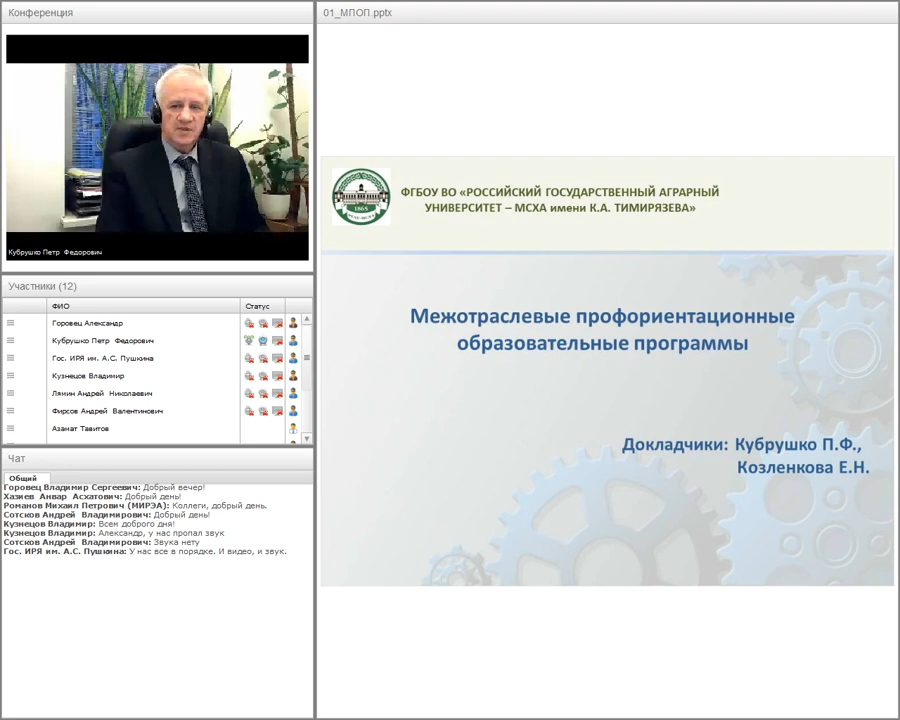 Конференция
Кубрушко Петр Федорович
Участники (12)
ФИО
Статус
Горовец Александр
Кубрушко Петр Федорович
Гос. ИРЯ им. А.С. Пушкина
Кузнецов Владимир
Лямин Андрей Николаевич
Фирсов Андрей Валентинович
Азамат Тавитов
Чат
Общий
Горовец Владимир Сергеевич: Добрый вечер!
Хазиев Анвар Асхатович: Добрый день!
Романов Михаил Петрович (МИРЭА): Коллеги, добрый день.
Сотсков Андрей Владимирович: Добрый день!
Кузнецов Владимир: Всем доброго дня!
Кузнецов Владимир: Александр, у нас пропал звук
Сотсков Андрей Владимирович: Звука нету
Гос. ИРЯ им. А.С. Пушкина: У нас все в порядке. И видео, и звук.
01_МПОП.pptx
1865
ФГБОУ ВО «РОССИЙСКИЙ ГОСУДАРСТВЕННЫЙ АГРАРНЫЙ
УНИВЕРСИТЕТ – МСХА имени К.А. ТИМИРЯЗЕВА»
Межотраслевые профориентационные
образовательные программы
Докладчики: Кубрушко П.Ф.,
Козленкова Е.Н.